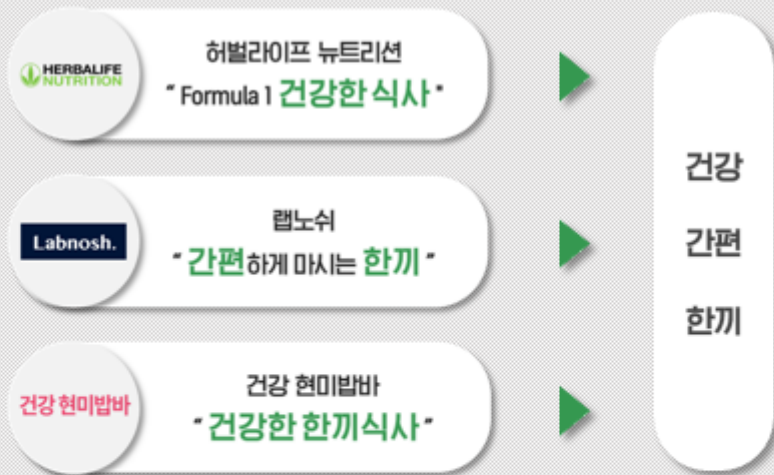 HERBALIFE
NUTRITION
허벌라이프 뉴트리션
" Formula 1 건강한 식사 "
Labnosh.
랩노쉬
" 간편하게 마시는 한끼 "
건강 현미밥바
건강 현미밥바
" 건강한 한끼식사 "
건강
간편
한끼